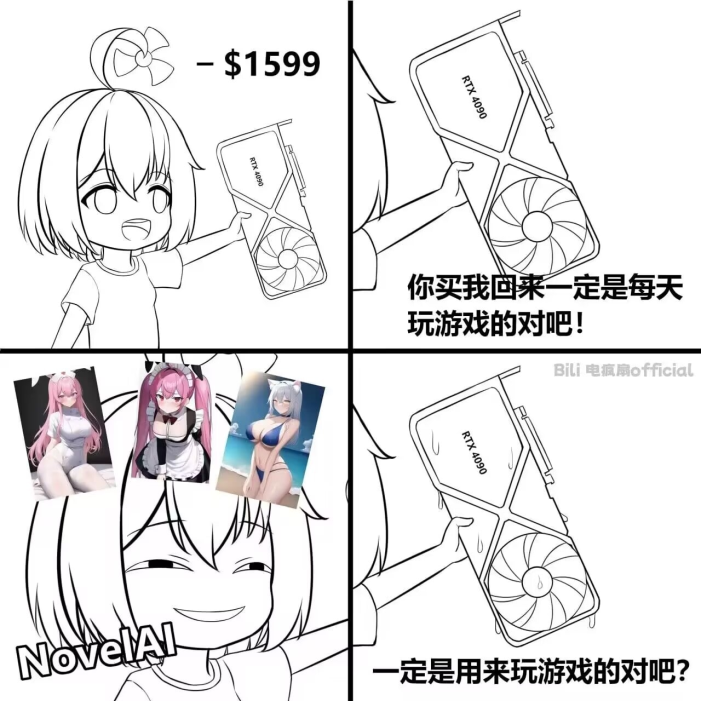 - $1599
RTX 4090
RTX 4090
你买我回来一定是每天
玩游戏的对吧！
NovelAI
Bili 电疯扇official
RTX 4090
一定是用来玩游戏的对吧？